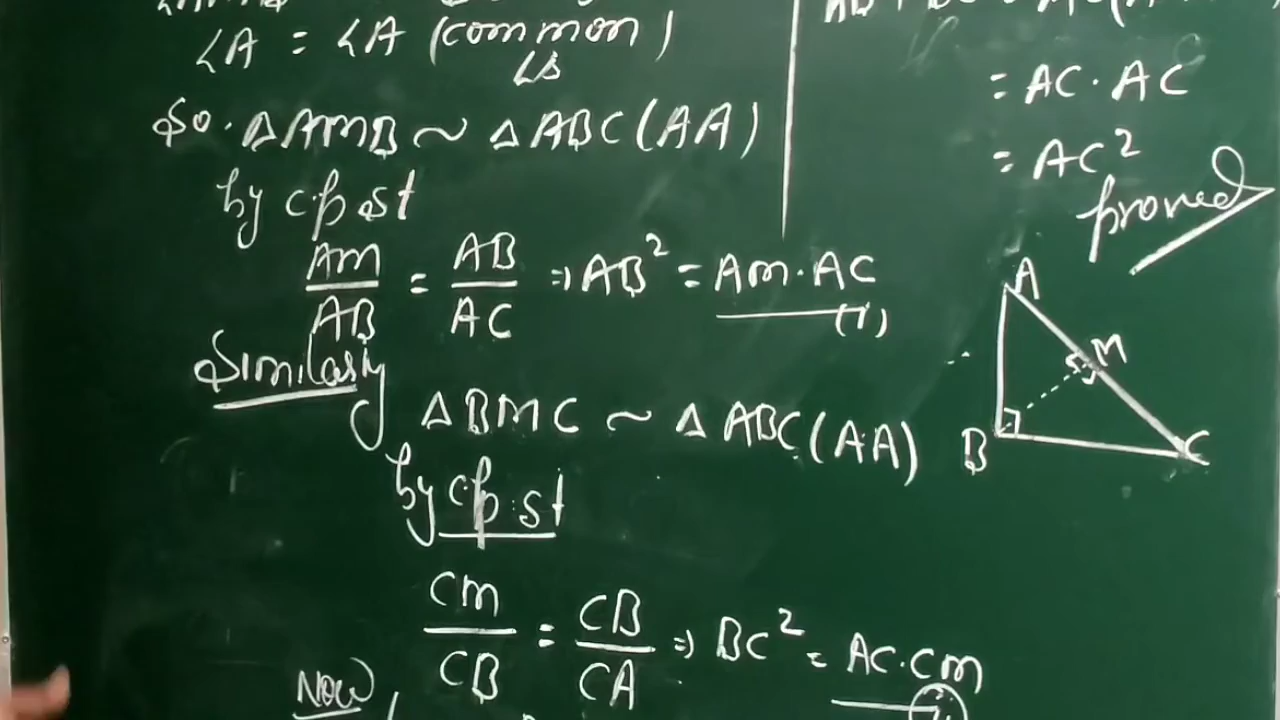 ∠A = ∠A (common)
∠s
So. ΔAMB ~ ΔABC (AA)
by cpst
AM/AB = AB/AC ⇒ AB² = AM·AC
(i)
Similarly
ΔBMC ~ ΔABC (AA)
by cpst
CM/CB = CB/CA ⇒ BC² = AC·CM
Now
= AC·AC
= AC²
proved
A
M
B
C